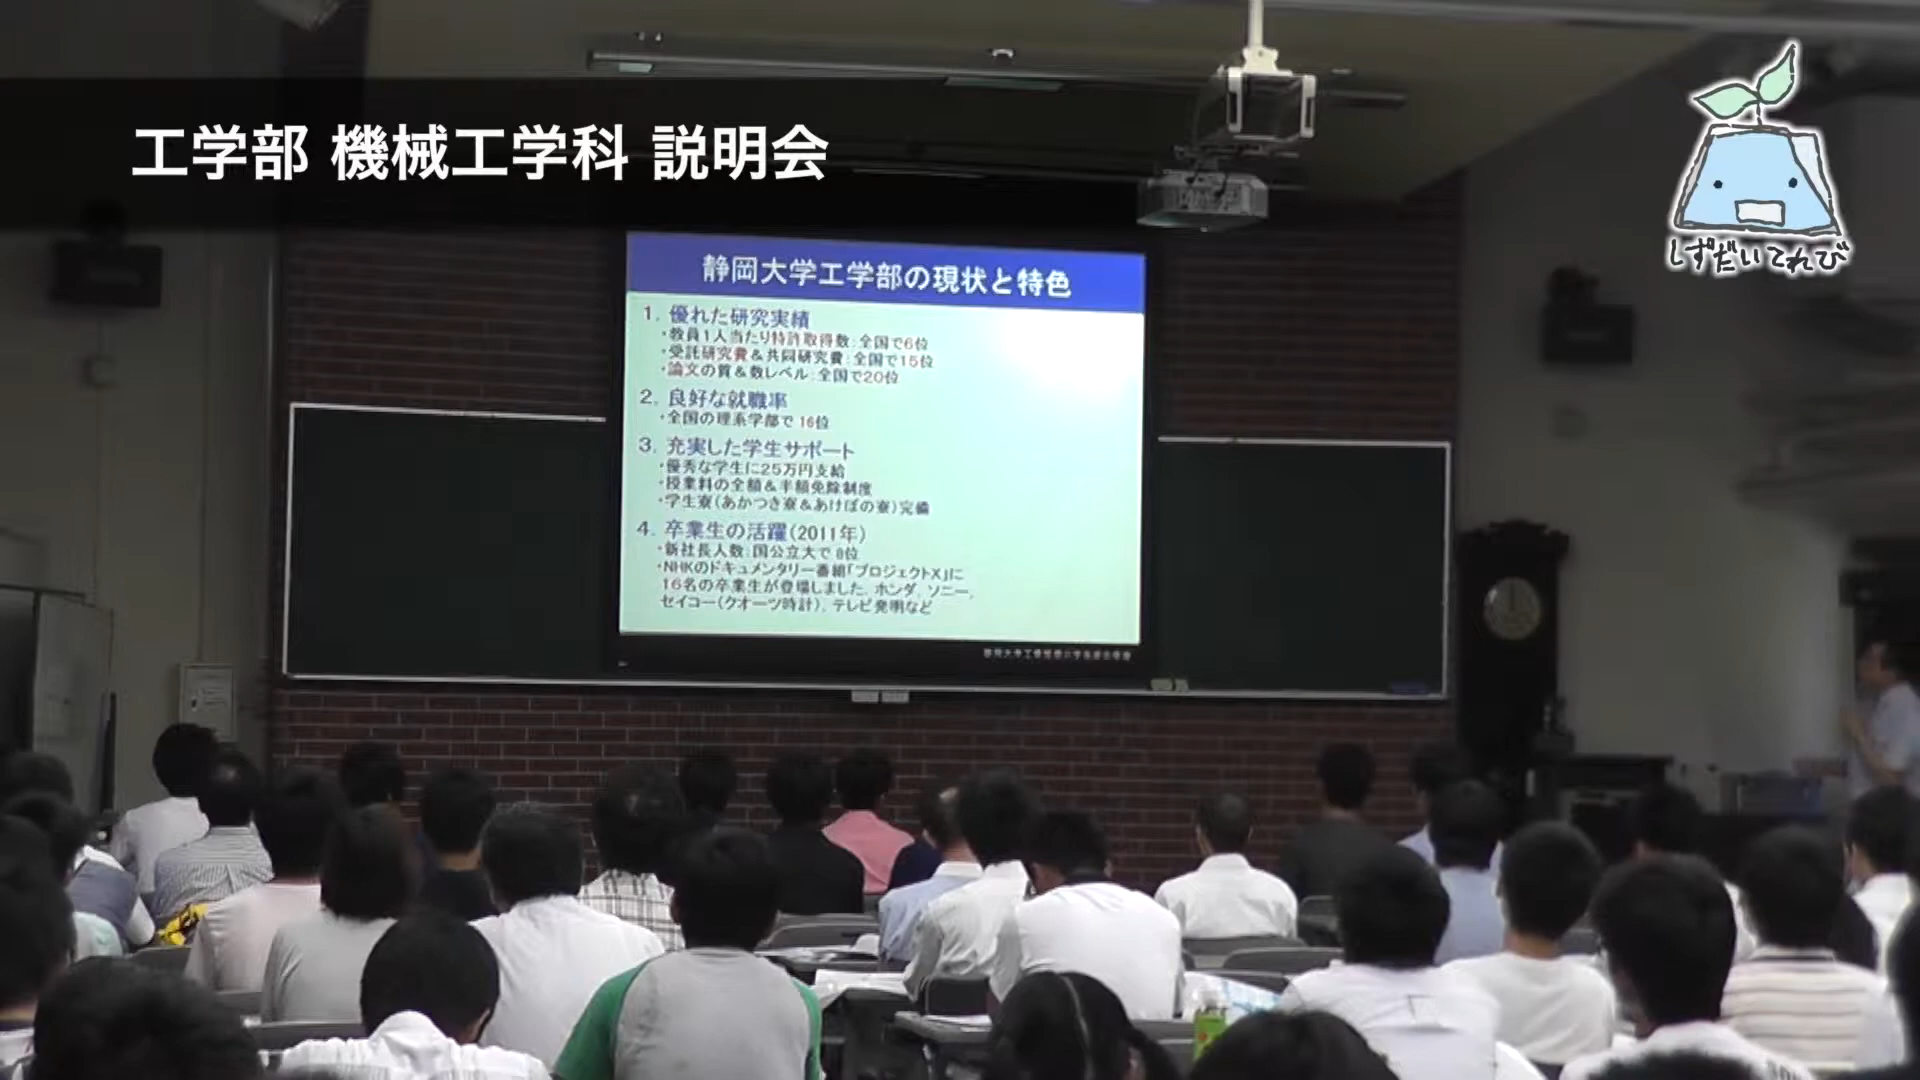 工学部 機械工学科 説明会
しずだいてれび
静岡大学工学部の現状と特色
1. 優れた研究実績
・教員1人当たり特許取得数:全国で6位
・受託研究費&共同研究費:全国で15位
・論文の質&数レベル:全国で20位
2. 良好な就職率
・全国の理系学部で 16位
3. 充実した学生サポート
・優秀な学生に25万円支給
・授業料の全額&半額免除制度
・学生寮(あかつき寮&あけぼの寮)完備
4. 卒業生の活躍(2011年)
・新社長人数:国公立大で 8位
・NHKのドキュメンタリー番組「プロジェクトX」に
16名の卒業生が登場しました. ホンダ, ソニー,
セイコー(クオーツ時計), テレビ発明など